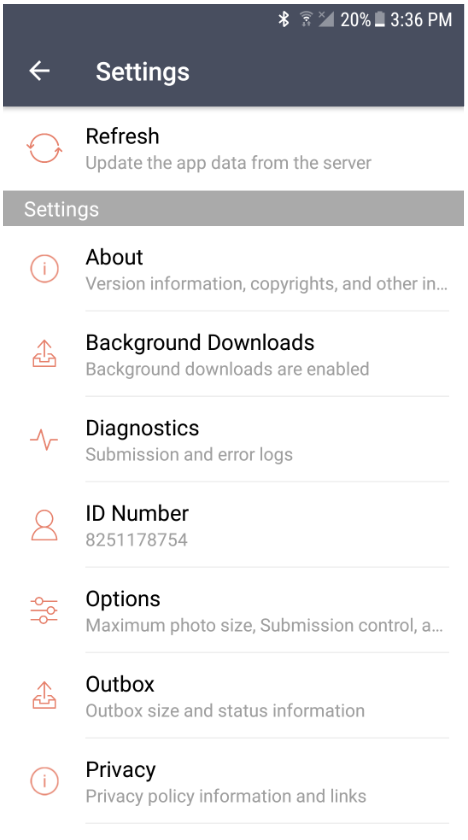 20% 3:36 PM
Settings
Refresh
Update the app data from the server
Settings
About
Version information, copyrights, and other in...
Background Downloads
Background downloads are enabled
Diagnostics
Submission and error logs
ID Number
8251178754
Options
Maximum photo size, Submission control, a...
Outbox
Outbox size and status information
Privacy
Privacy policy information and links